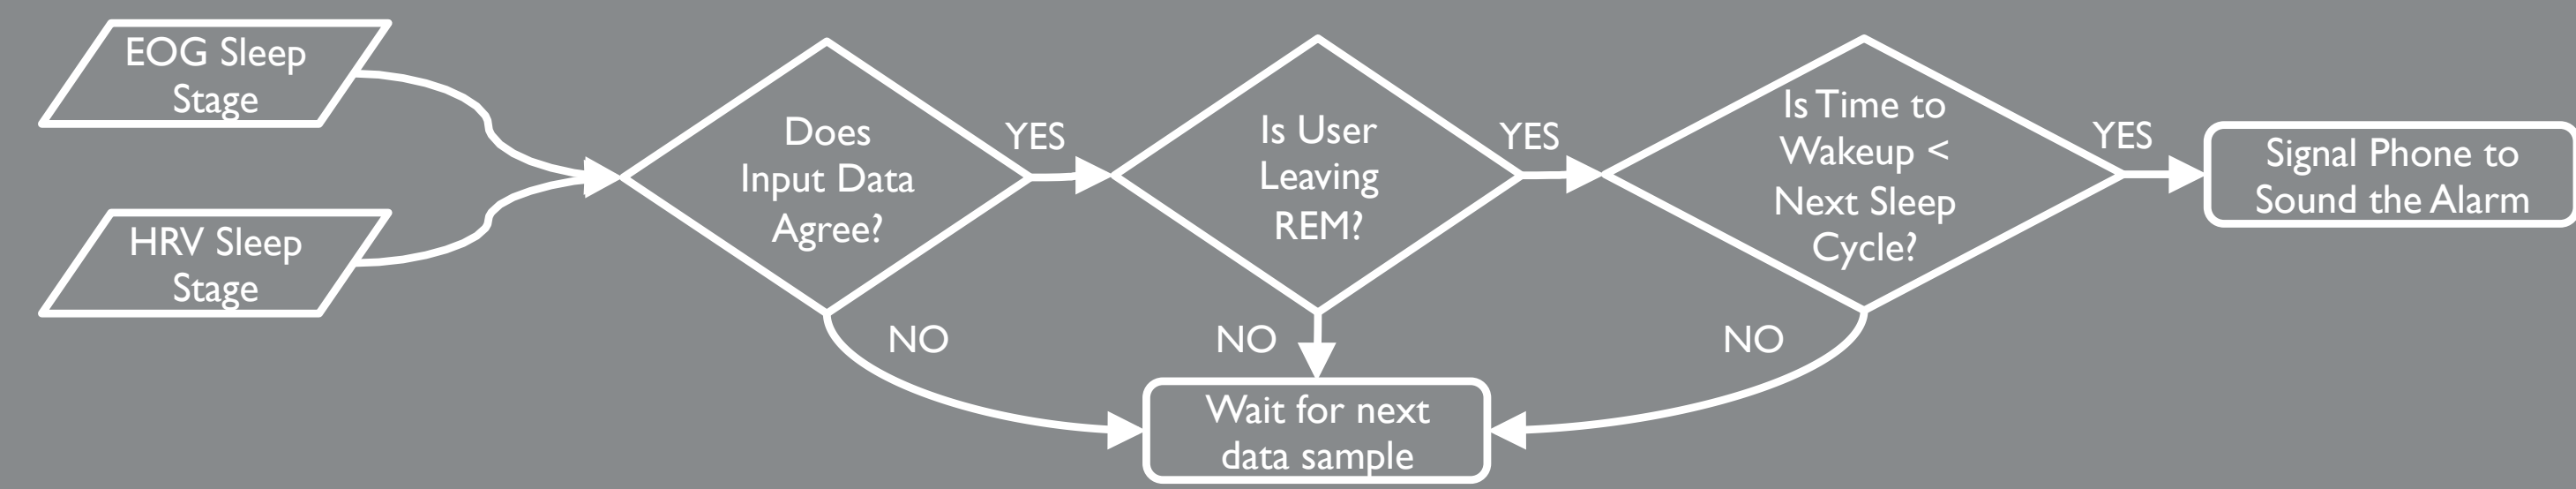 EOG Sleep
Stage
HRV Sleep
Stage
Does
Input Data
Agree?
YES
NO
Is User
Leaving
REM?
YES
NO
Is Time to
Wakeup <
Next Sleep
Cycle?
YES
NO
Signal Phone to
Sound the Alarm
Wait for next
data sample